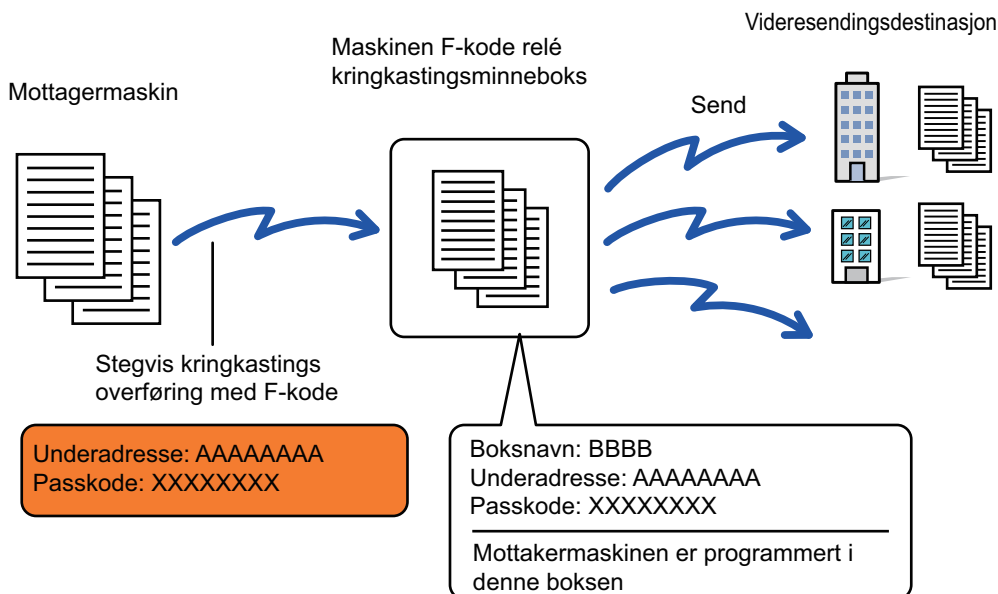 Mottagermaskin
Maskinen F-kode relé
kringkastingsminneboks
Send
Videresendingsdestinasjon
Stegvis kringkastings
overføring med F-kode
Underadresse: AAAAAAAA
Passkode: XXXXXXXX
Boksnavn: BBBB
Underadresse: AAAAAAAA
Passkode: XXXXXXXX
Mottakermaskinen er programmert i
denne boksen